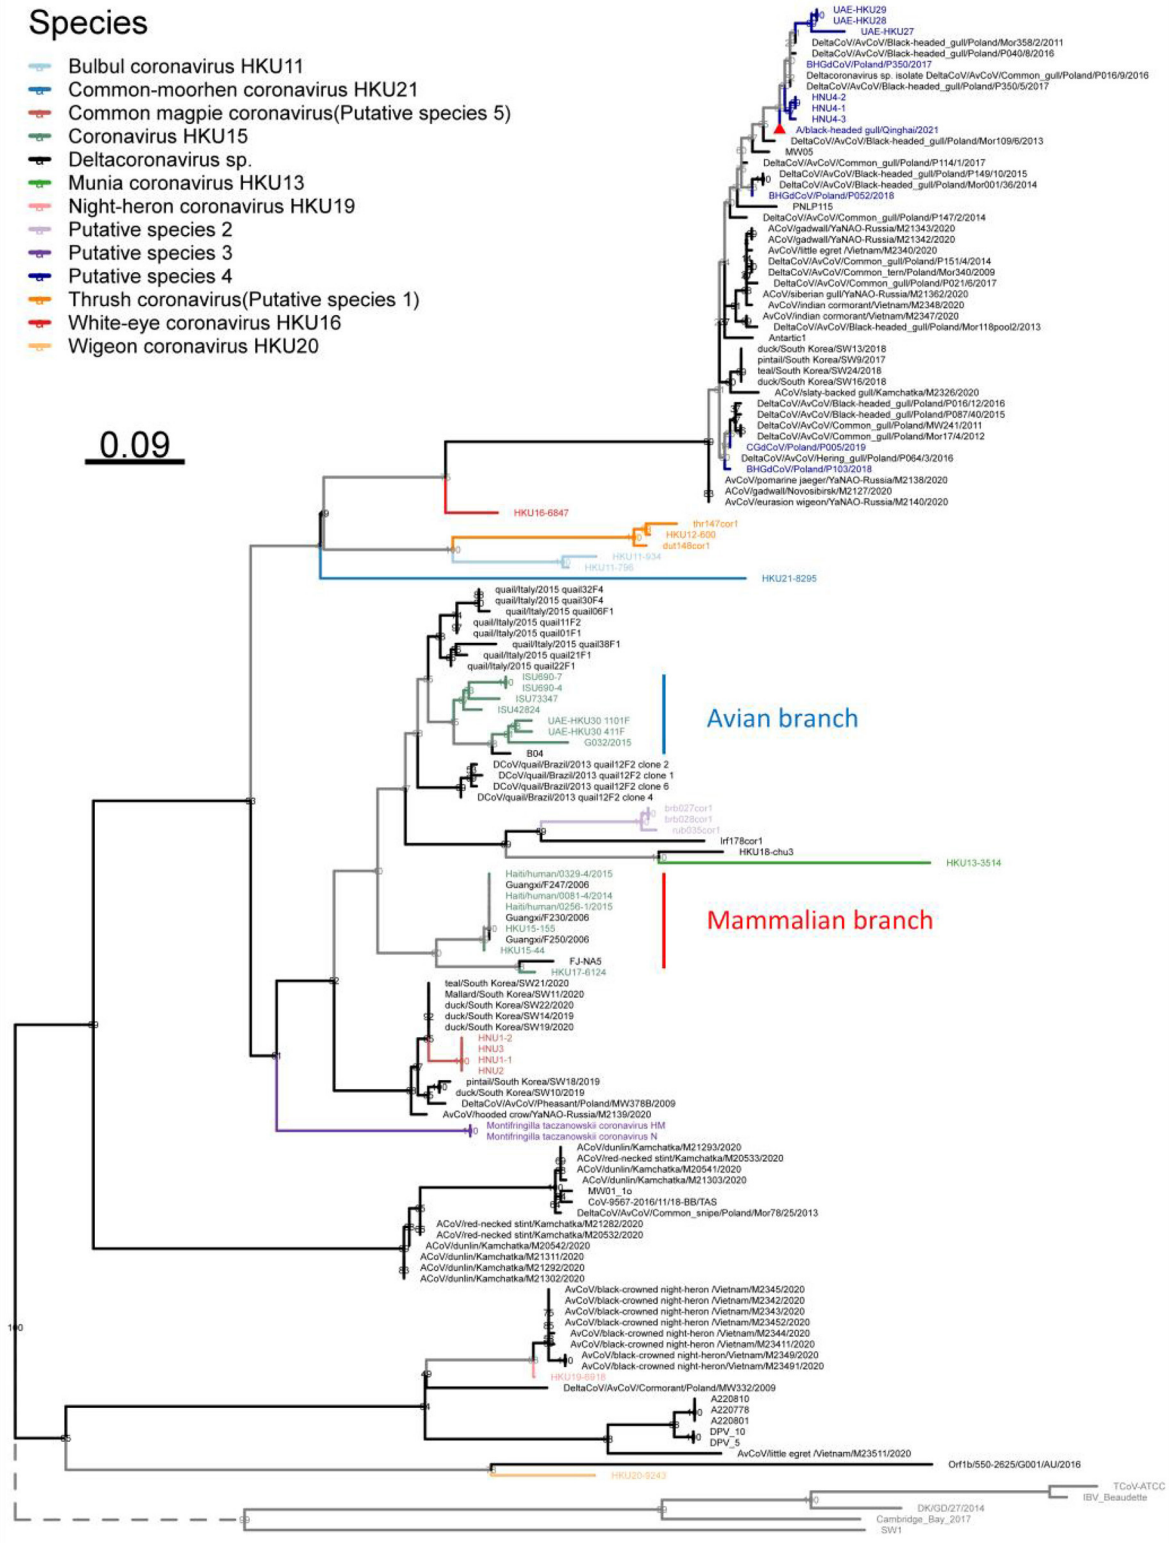 Species
Bulbul coronavirus HKU11
Common-moorhen coronavirus HKU21
Common magpie coronavirus(Putative species 5)
Coronavirus HKU15
Deltacoronavirus sp.
Munia coronavirus HKU13
Night-heron coronavirus HKU19
Putative species 2
Putative species 3
Putative species 4
Thrush coronavirus(Putative species 1)
White-eye coronavirus HKU16
Wigeon coronavirus HKU20
0.09
UAE-HKU29
UAE-HKU28
UAE-HKU27
DeltaCoV/AvCoV/Black-headed_gull/Poland/Mor358/2/2011
DeltaCoV/AvCoV/Black-headed_gull/Poland/P040/8/2016
BHGdCoV/Poland/P350/2017
Deltacoronavirus sp. isolate DeltaCoV/AvCoV/Common_gull/Poland/P016/9/2016
DeltaCoV/AvCoV/Black-headed_gull/Poland/P350/5/2017
HNU4-2
HNU4-1
HNU4-3
A/black-headed gull/Qinghai/2021
DeltaCoV/AvCoV/Black-headed_gull/Poland/Mor109/6/2013
MW05
DeltaCoV/AvCoV/Common_gull/Poland/P114/1/2017
DeltaCoV/AvCoV/Black-headed_gull/Poland/P149/10/2015
DeltaCoV/AvCoV/Black-headed_gull/Poland/Mor001/36/2014
BHGdCoV/Poland/P052/2018
PNLP115
DeltaCoV/AvCoV/Common_gull/Poland/P147/2/2014
ACoV/gadwall/YaNAO-Russia/M21343/2020
ACoV/gadwall/YaNAO-Russia/M21342/2020
AvCoV/little egret /Vietnam/M2340/2020
DeltaCoV/AvCoV/Common_gull/Poland/P151/4/2014
DeltaCoV/AvCoV/Common_tern/Poland/Mor340/2009
DeltaCoV/AvCoV/Common_gull/Poland/P021/6/2017
ACoV/siberian gull/YaNAO-Russia/M21362/2020
AvCoV/indian cormorant/Vietnam/M2348/2020
AvCoV/indian cormorant/Vietnam/M2347/2020
DeltaCoV/AvCoV/Black-headed_gull/Poland/Mor118pool2/2013
Antartic1
duck/South Korea/SW13/2018
pintail/South Korea/SW9/2017
teal/South Korea/SW24/2018
duck/South Korea/SW16/2018
ACoV/slaty-backed gull/Kamchatka/M2326/2020
DeltaCoV/AvCoV/Black-headed_gull/Poland/P016/12/2016
DeltaCoV/AvCoV/Black-headed_gull/Poland/P087/40/2015
DeltaCoV/AvCoV/Common_gull/Poland/MW241/2011
DeltaCoV/AvCoV/Common_gull/Poland/Mor17/4/2012
CGdCoV/Poland/P005/2019
DeltaCoV/AvCoV/Hering_gull/Poland/P064/3/2016
BHGdCoV/Poland/P103/2018
AvCoV/pomarine jaeger/YaNAO-Russia/M2138/2020
ACoV/gadwall/Novosibirsk/M2127/2020
AvCoV/eurasion wigeon/YaNAO-Russia/M2140/2020
HKU16-6847
thr147cor1
HKU12-600
dut148cor1
HKU11-934
HKU11-796
HKU21-8295
quail/Italy/2015 quail32F4
quail/Italy/2015 quail30F4
quail/Italy/2015 quail06F1
quail/Italy/2015 quail11F2
quail/Italy/2015 quail01F1
quail/Italy/2015 quail38F1
quail/Italy/2015 quail21F1
quail/Italy/2015 quail22F1
ISU690-7
ISU690-4
ISU73347
ISU42824
Avian branch
UAE-HKU30 1101F
UAE-HKU30 411F
G032/2015
B04
DCoV/quail/Brazil/2013 quail12F2 clone 2
DCoV/quail/Brazil/2013 quail12F2 clone 1
DCoV/quail/Brazil/2013 quail12F2 clone 6
DCoV/quail/Brazil/2013 quail12F2 clone 4
brb027cor1
brb028cor1
rub035cor1
lrf178cor1
HKU18-chu3
HKU13-3514
Haiti/human/0329-4/2015
Guangxi/F247/2006
Haiti/human/0081-4/2014
Haiti/human/0256-1/2015
Guangxi/F230/2006
Mammalian branch
HKU15-155
Guangxi/F250/2006
HKU15-44
FJ-NA5
HKU17-6124
teal/South Korea/SW21/2020
Mallard/South Korea/SW11/2020
duck/South Korea/SW22/2020
duck/South Korea/SW14/2019
duck/South Korea/SW19/2020
HNU1-2
HNU3
HNU1-1
HNU2
pintail/South Korea/SW18/2019
duck/South Korea/SW10/2019
DeltaCoV/AvCoV/Pheasant/Poland/MW378B/2009
AvCoV/hooded crow/YaNAO-Russia/M2139/2020
Montifringilla taczanowskii coronavirus HM
Montifringilla taczanowskii coronavirus N
ACoV/dunlin/Kamchatka/M21293/2020
ACoV/red-necked stint/Kamchatka/M20533/2020
ACoV/dunlin/Kamchatka/M20541/2020
ACoV/dunlin/Kamchatka/M21303/2020
MW01_1o
CoV-9567-2016/11/18-BB/TAS
DeltaCoV/AvCoV/Common_snipe/Poland/Mor78/25/2013
ACoV/red-necked stint/Kamchatka/M21282/2020
ACoV/red-necked stint/Kamchatka/M20532/2020
ACoV/dunlin/Kamchatka/M20542/2020
ACoV/dunlin/Kamchatka/M21311/2020
ACoV/dunlin/Kamchatka/M21292/2020
ACoV/dunlin/Kamchatka/M21302/2020
AvCoV/black-crowned night-heron /Vietnam/M2345/2020
AvCoV/black-crowned night-heron /Vietnam/M2342/2020
AvCoV/black-crowned night-heron /Vietnam/M2343/2020
AvCoV/black-crowned night-heron /Vietnam/M23452/2020
AvCoV/black-crowned night-heron /Vietnam/M2344/2020
AvCoV/black-crowned night-heron /Vietnam/M23411/2020
AvCoV/black-crowned night-heron/Vietnam/M2349/2020
AvCoV/black-crowned night-heron/Vietnam/M23491/2020
HKU19-6918
DeltaCoV/AvCoV/Cormorant/Poland/MW332/2009
A220810
A220778
A220801
DPV_10
DPV_5
AvCoV/little egret /Vietnam/M23511/2020
Orf1b/550-2625/G001/AU/2016
HKU20-9243
TCoV-ATCC
IBV_Beaudette
DK/GD/27/2014
Cambridge_Bay_2017
SW1
100